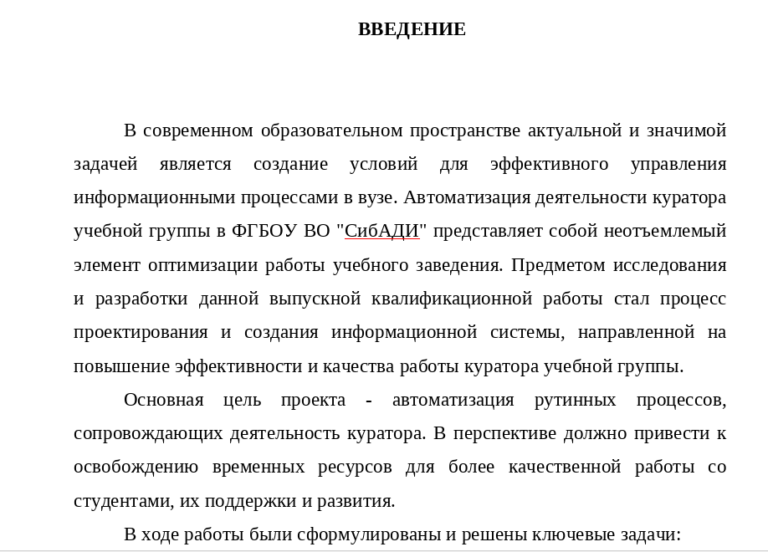 ВВЕДЕНИЕ
В современном образовательном пространстве актуальной и значимой
задачей является создание условий для эффективного управления
информационными процессами в вузе. Автоматизация деятельности куратора
учебной группы в ФГБОУ ВО "СибАДИ" представляет собой неотъемлемый
элемент оптимизации работы учебного заведения. Предметом исследования
и разработки данной выпускной квалификационной работы стал процесс
проектирования и создания информационной системы, направленной на
повышение эффективности и качества работы куратора учебной группы.
Основная цель проекта - автоматизация рутинных процессов,
сопровождающих деятельность куратора. В перспективе должно привести к
освобождению временных ресурсов для более качественной работы со
студентами, их поддержки и развития.
В ходе работы были сформулированы и решены ключевые задачи: